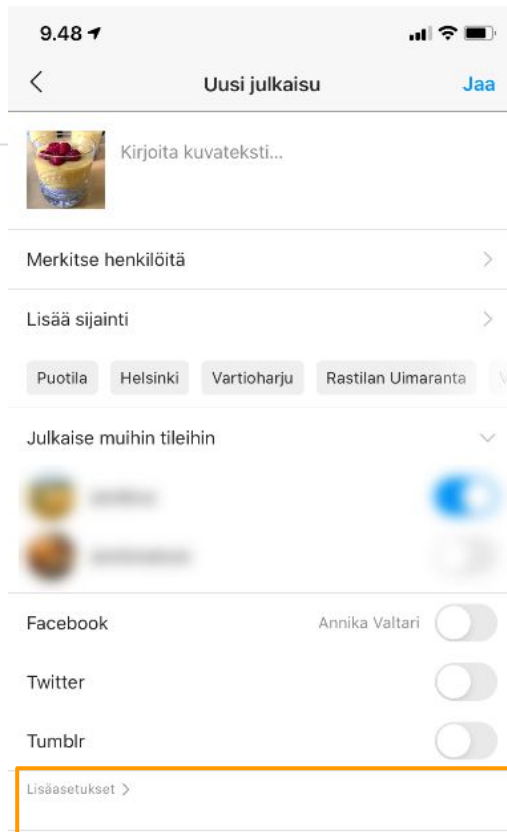 9.48
Uusi julkaisu Jaa
Kirjoita kuvateksti...
Merkitse henkilöitä
Lisää sijainti
Puotila Helsinki Vartioharju Rastilan Uimaranta
Julkaise muihin tileihin
Facebook Annika Valtari
Twitter
Tumblr
Lisäasetukset